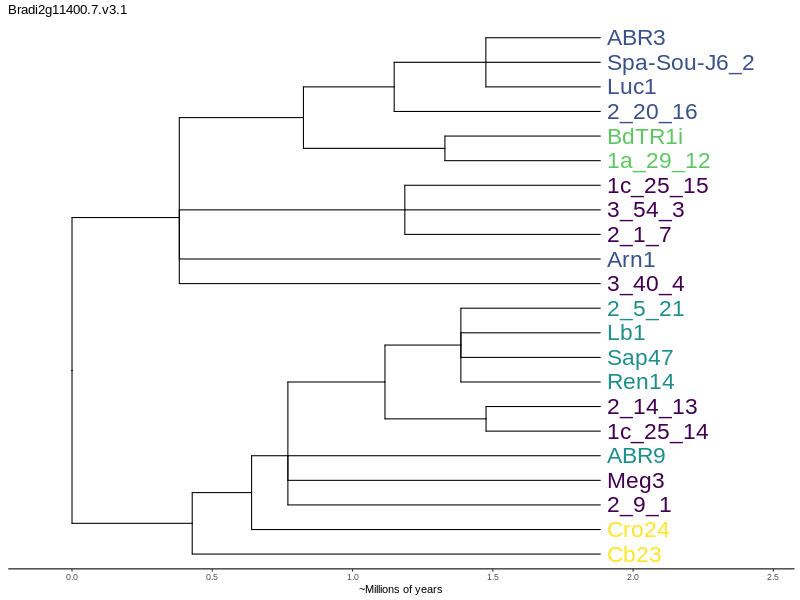 Bradi2g11400.7.v3.1
ABR3
Spa-Sou-J6_2
Luc1
2_20_16
BdTR1i
1a_29_12
1c_25_15
3_54_3
2_1_7
Arn1
3_40_4
2_5_21
Lb1
Sap47
Ren14
2_14_13
1c_25_14
ABR9
Meg3
2_9_1
Cro24
Cb23
0.0 0.5 1.0 1.5 2.0 2.5
~Millions of years